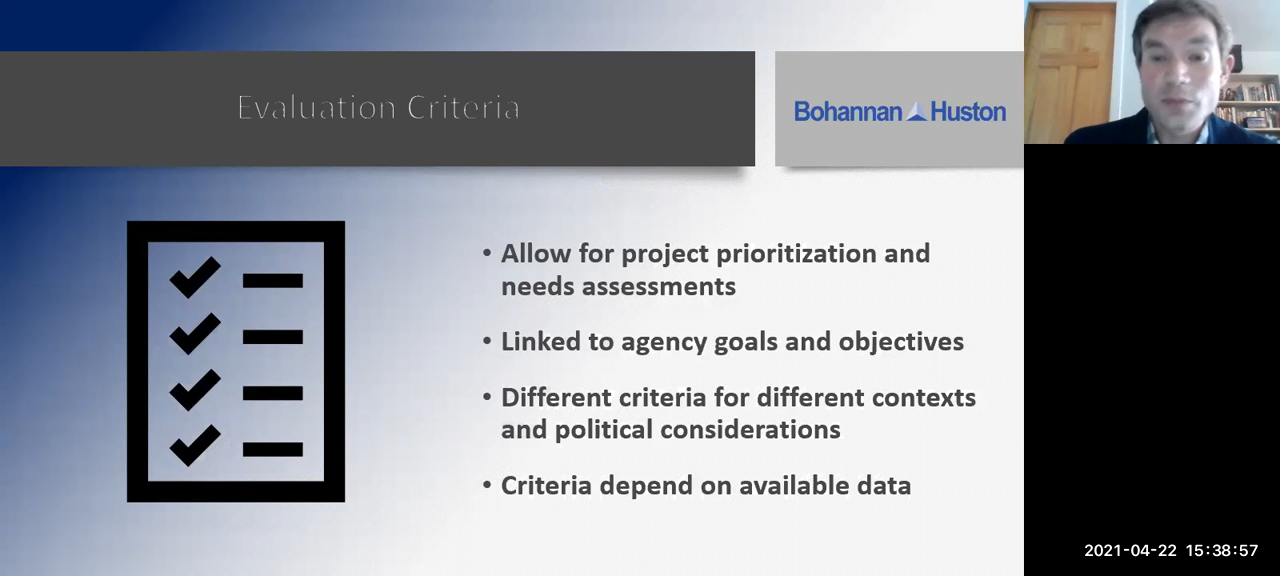 Evaluation Criteria
Bohannan Huston
• Allow for project prioritization and
needs assessments
• Linked to agency goals and objectives
• Different criteria for different contexts
and political considerations
• Criteria depend on available data
2021-04-22 15:38:57